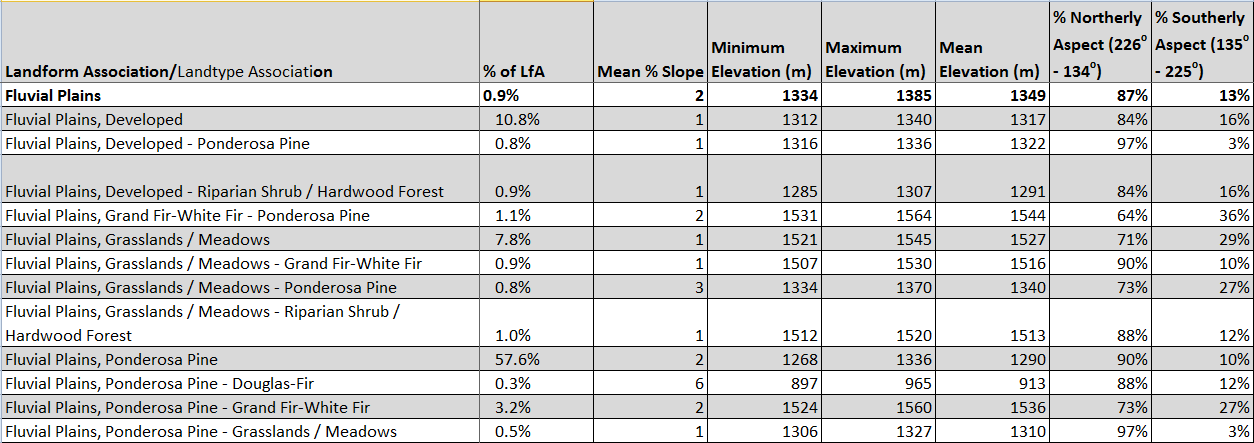 Landform Association/Landtype Association % of LfA Mean % Slope Minimum Elevation (m) Maximum Elevation (m) Mean Elevation (m) % Northerly Aspect (226o - 134o) % Southerly Aspect (135o - 225o)
Fluvial Plains 0.9% 2 1334 1385 1349 87% 13%
Fluvial Plains, Developed 10.8% 1 1312 1340 1317 84% 16%
Fluvial Plains, Developed - Ponderosa Pine 0.8% 1 1316 1336 1322 97% 3%
Fluvial Plains, Developed - Riparian Shrub / Hardwood Forest 0.9% 1 1285 1307 1291 84% 16%
Fluvial Plains, Grand Fir-White Fir - Ponderosa Pine 1.1% 2 1531 1564 1544 64% 36%
Fluvial Plains, Grasslands / Meadows 7.8% 1 1521 1545 1527 71% 29%
Fluvial Plains, Grasslands / Meadows - Grand Fir-White Fir 0.9% 1 1507 1530 1516 90% 10%
Fluvial Plains, Grasslands / Meadows - Ponderosa Pine 0.8% 3 1334 1370 1340 73% 27%
Fluvial Plains, Grasslands / Meadows - Riparian Shrub /
Hardwood Forest 1.0% 1 1512 1520 1513 88% 12%
Fluvial Plains, Ponderosa Pine 57.6% 2 1268 1336 1290 90% 10%
Fluvial Plains, Ponderosa Pine - Douglas-Fir 0.3% 6 897 965 913 88% 12%
Fluvial Plains, Ponderosa Pine - Grand Fir-White Fir 3.2% 2 1524 1560 1536 73% 27%
Fluvial Plains, Ponderosa Pine - Grasslands / Meadows 0.5% 1 1306 1327 1310 97% 3%